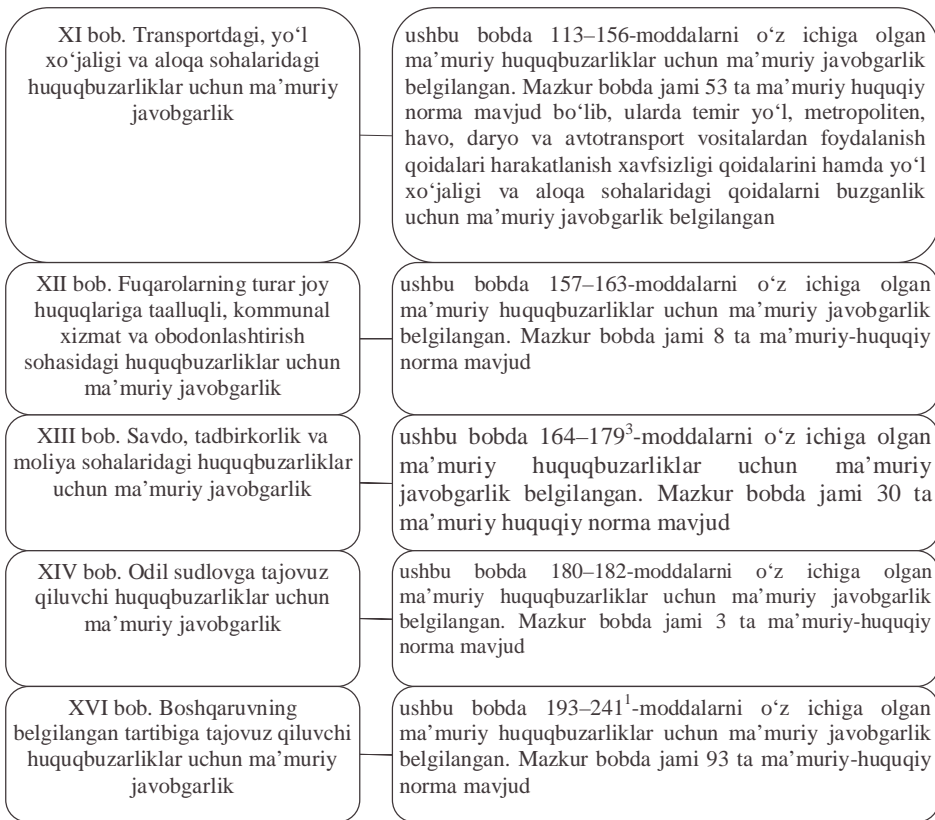 XI bob. Transportdagi, yo‘l
xo‘jaligi va aloqa sohalaridagi
huquqbuzarliklar uchun ma’muriy
javobgarlik
ushbu bobda 113–156-moddalarni o‘z ichiga olgan
ma’muriy huquqbuzarliklar uchun ma’muriy javobgarlik
belgilangan. Mazkur bobda jami 53 ta ma’muriy huquqiy
norma mavjud bo‘lib, ularda temir yo‘l, metropoliten,
havo, daryo va avtotransport vositalardan foydalanish
qoidalari harakatlanish xavfsizligi qoidalarini hamda yo‘l
xo‘jaligi va aloqa sohalaridagi qoidalarni buzganlik
uchun ma’muriy javobgarlik belgilangan
XII bob. Fuqarolarning turar joy
huquqlariga taalluqli, kommunal
xizmat va obodonlashtirish
sohasidagi huquqbuzarliklar uchun
ma’muriy javobgarlik
ushbu bobda 157–163-moddalarni o‘z ichiga olgan
ma’muriy huquqbuzarliklar uchun ma’muriy javobgarlik
belgilangan. Mazkur bobda jami 8 ta ma’muriy-huquqiy
norma mavjud
XIII bob. Savdo, tadbirkorlik va
moliya sohalaridagi huquqbuzarliklar
uchun ma’muriy javobgarlik
ushbu bobda 164–179³-moddalarni o‘z ichiga olgan
ma’muriy huquqbuzarliklar uchun ma’muriy
javobgarlik belgilangan. Mazkur bobda jami 30 ta
ma’muriy huquqiy norma mavjud
XIV bob. Odil sudlovga tajovuz
qiluvchi huquqbuzarliklar uchun
ma’muriy javobgarlik
ushbu bobda 180–182-moddalarni o‘z ichiga olgan
ma’muriy huquqbuzarliklar uchun ma’muriy javobgarlik
belgilangan. Mazkur bobda jami 3 ta ma’muriy-huquqiy
norma mavjud
XVI bob. Boshqaruvning
belgilangan tartibiga tajovuz qiluvchi
huquqbuzarliklar uchun ma’muriy
javobgarlik
ushbu bobda 193–241¹-moddalarni o‘z ichiga olgan
ma’muriy huquqbuzarliklar uchun ma’muriy javobgarlik
belgilangan. Mazkur bobda jami 93 ta ma’muriy-huquqiy
norma mavjud